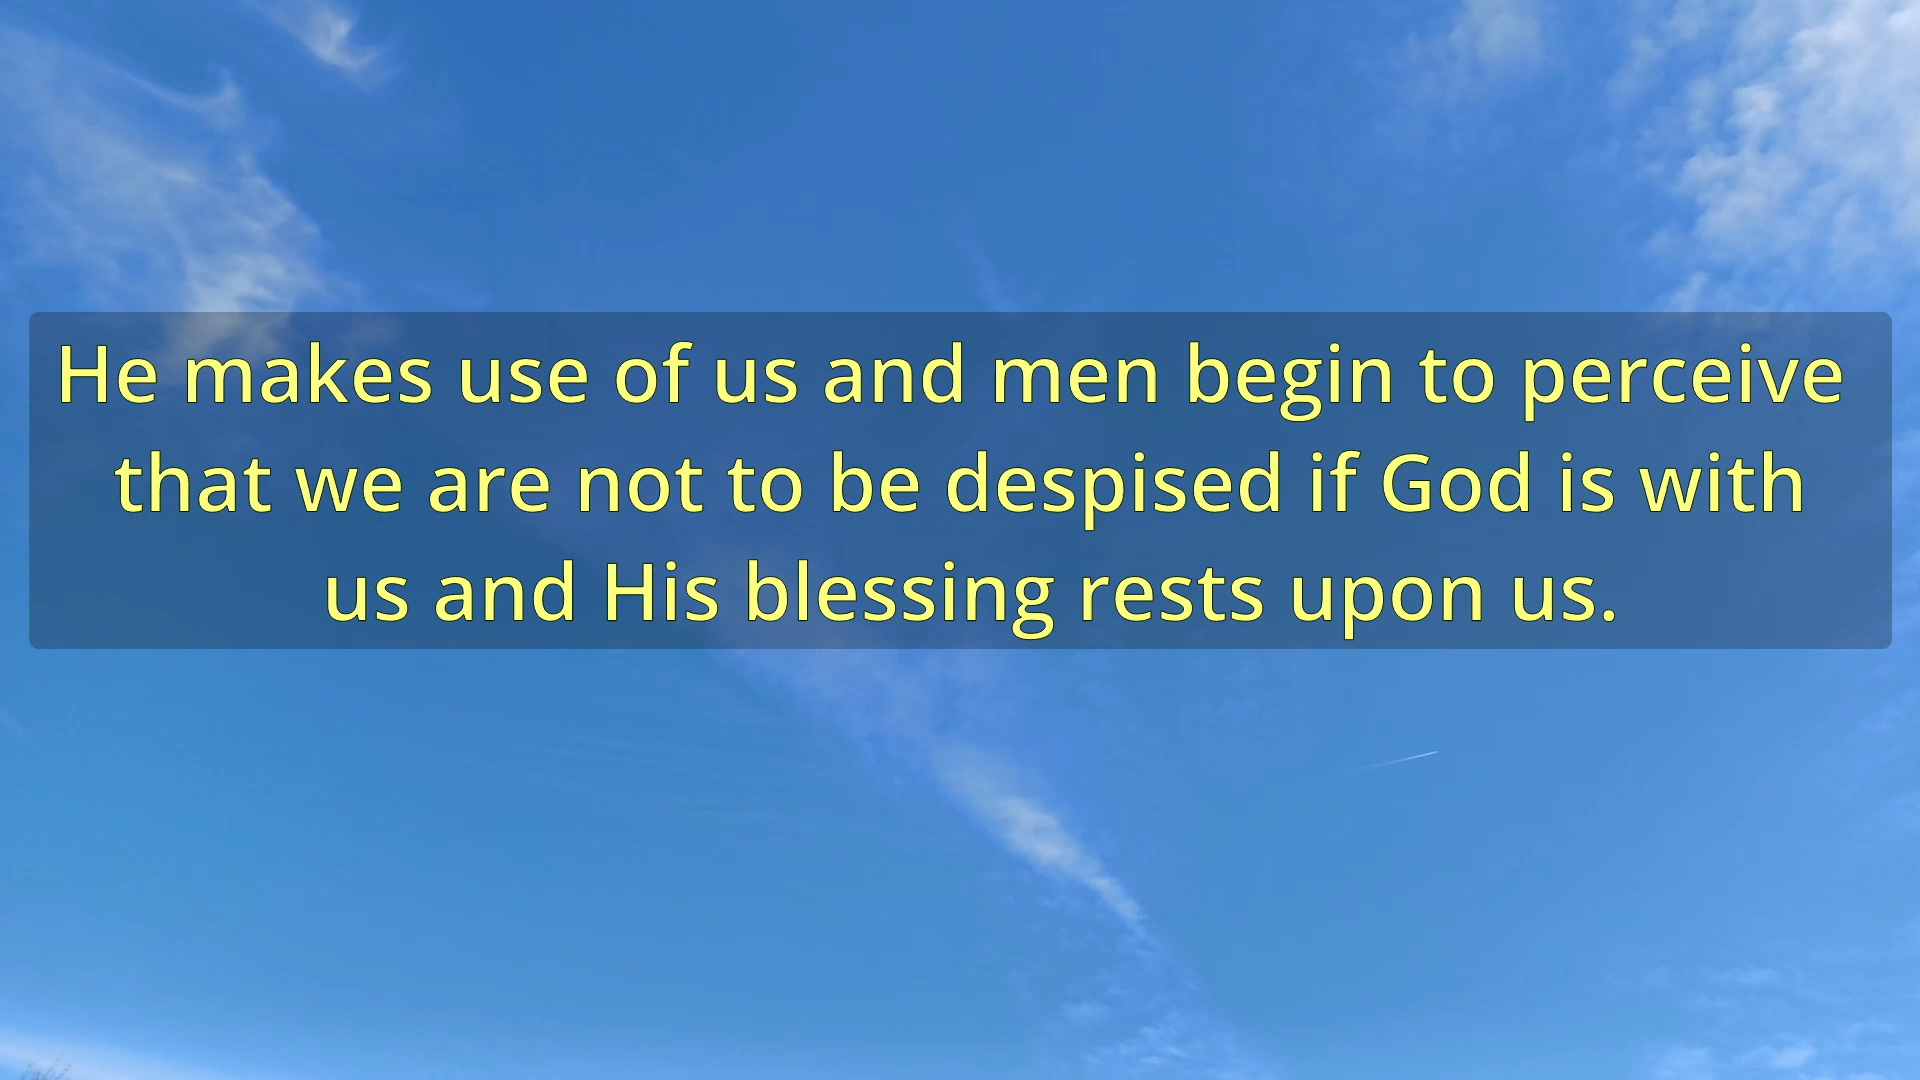 He makes use of us and men begin to perceive
that we are not to be despised if God is with
us and His blessing rests upon us.